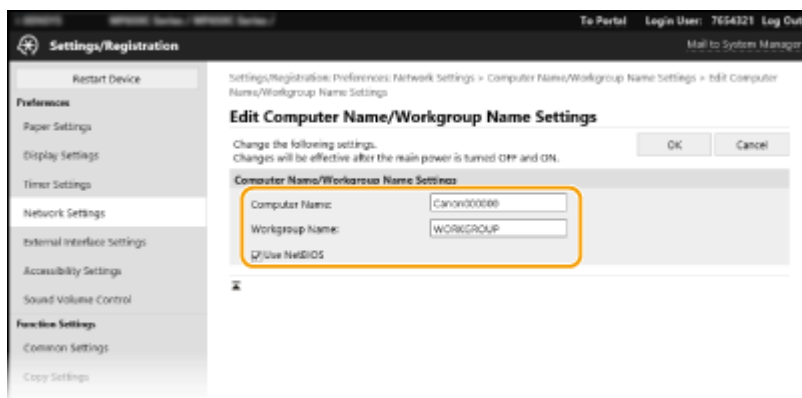 To Portal Login User: 7654321 Log Out
Settings/Registration
Mail to System Manager
Restart Device
Preferences
Paper Settings
Display Settings
Timer Settings
Network Settings
External Interface Settings
Accessibility Settings
Sound Volume Control
Function Settings
Common Settings
Copy Settings
Settings/Registration: Preferences: Network Settings > Computer Name/Workgroup Name Settings > Edit Computer
Name/Workgroup Name Settings
Edit Computer Name/Workgroup Name Settings
Change the following settings.
Changes will be effective after the main power is turned OFF and ON.
OK Cancel
Computer Name/Workgroup Name Settings
Computer Name: Canon000000
Workgroup Name: WORKGROUP
Use NetBIOS